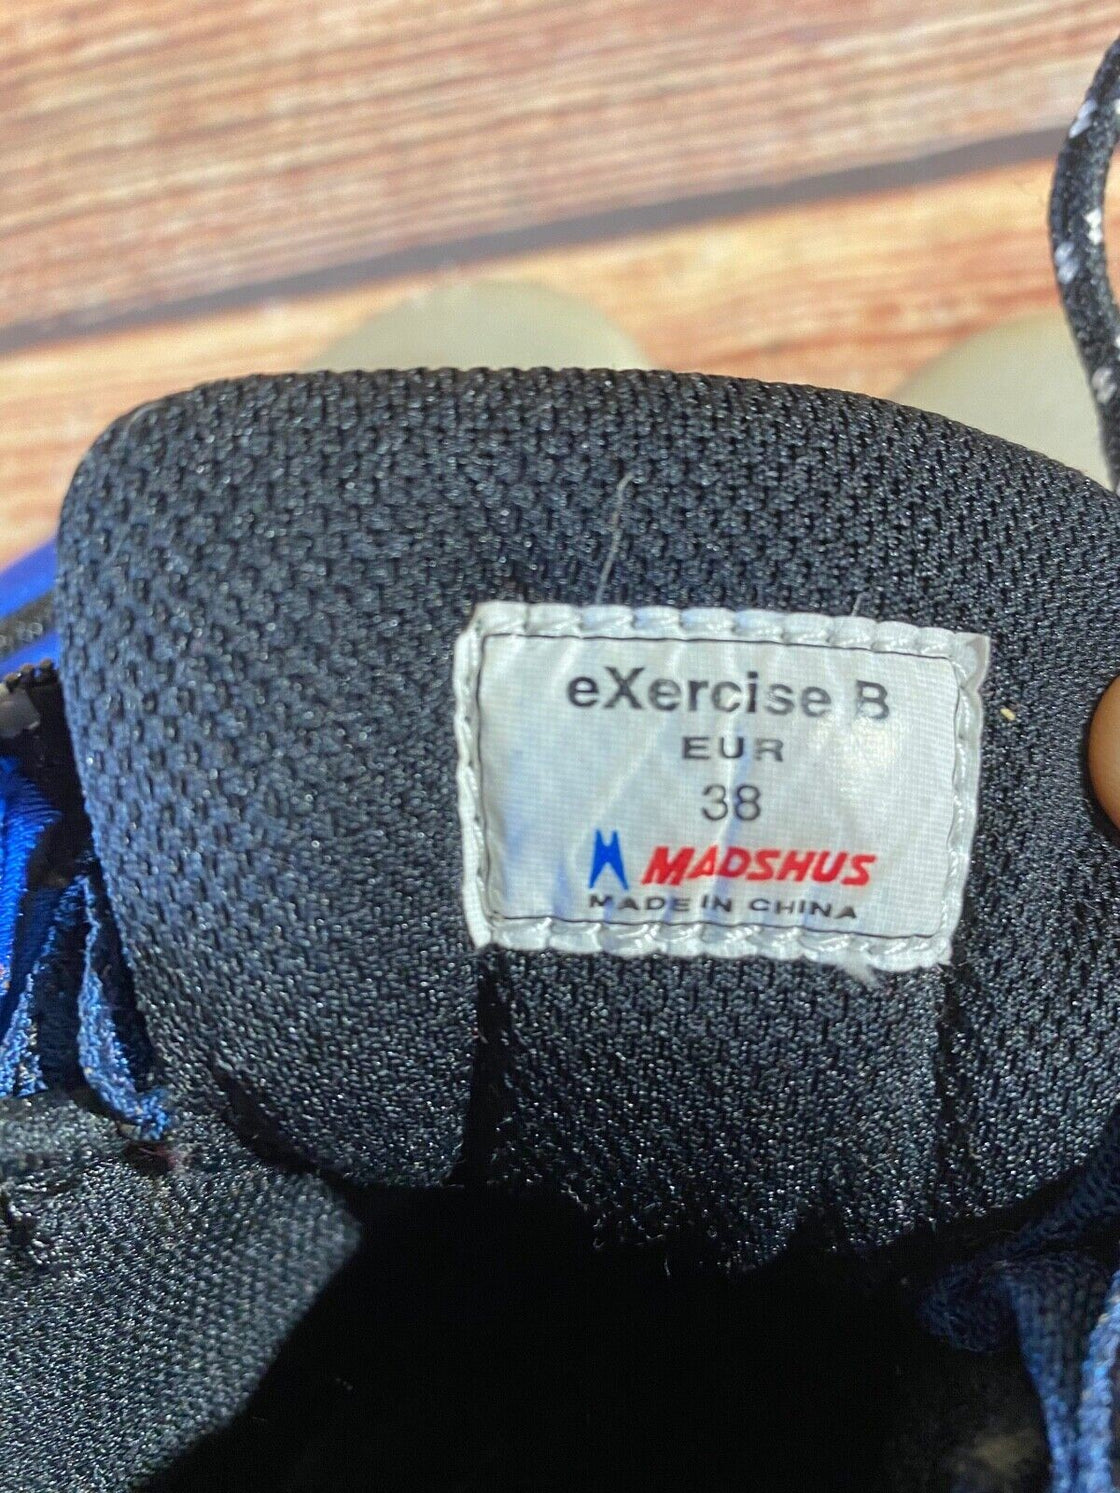 eXercise B
EUR
38
MADSHUS
MADE IN CHINA